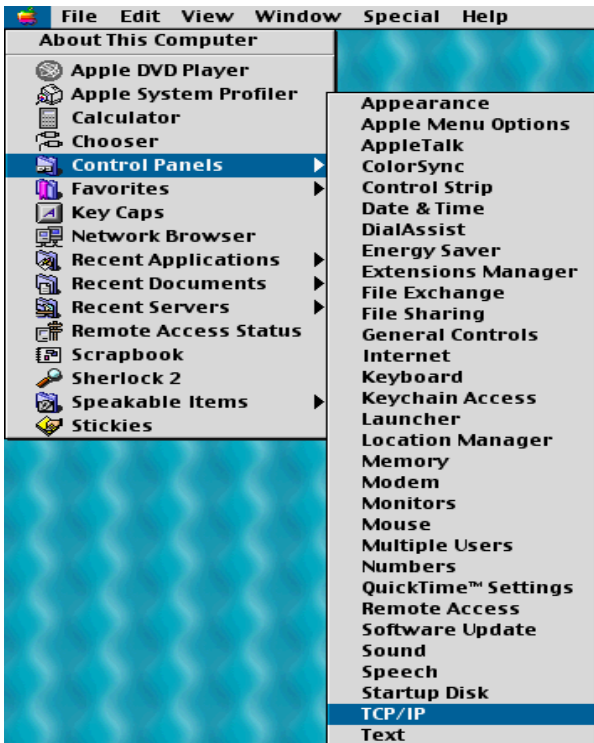 File Edit View Window Special Help
About This Computer
Apple DVD Player
Apple System Profiler
Calculator
Chooser
Control Panels
Favorites
Key Caps
Network Browser
Recent Applications
Recent Documents
Recent Servers
Remote Access Status
Scrapbook
Sherlock 2
Speakable Items
Stickies
Appearance
Apple Menu Options
AppleTalk
ColorSync
Control Strip
Date & Time
DialAssist
Energy Saver
Extensions Manager
File Exchange
File Sharing
General Controls
Internet
Keyboard
Keychain Access
Launcher
Location Manager
Memory
Modem
Monitors
Mouse
Multiple Users
Numbers
QuickTime™ Settings
Remote Access
Software Update
Sound
Speech
Startup Disk
TCP/IP
Text